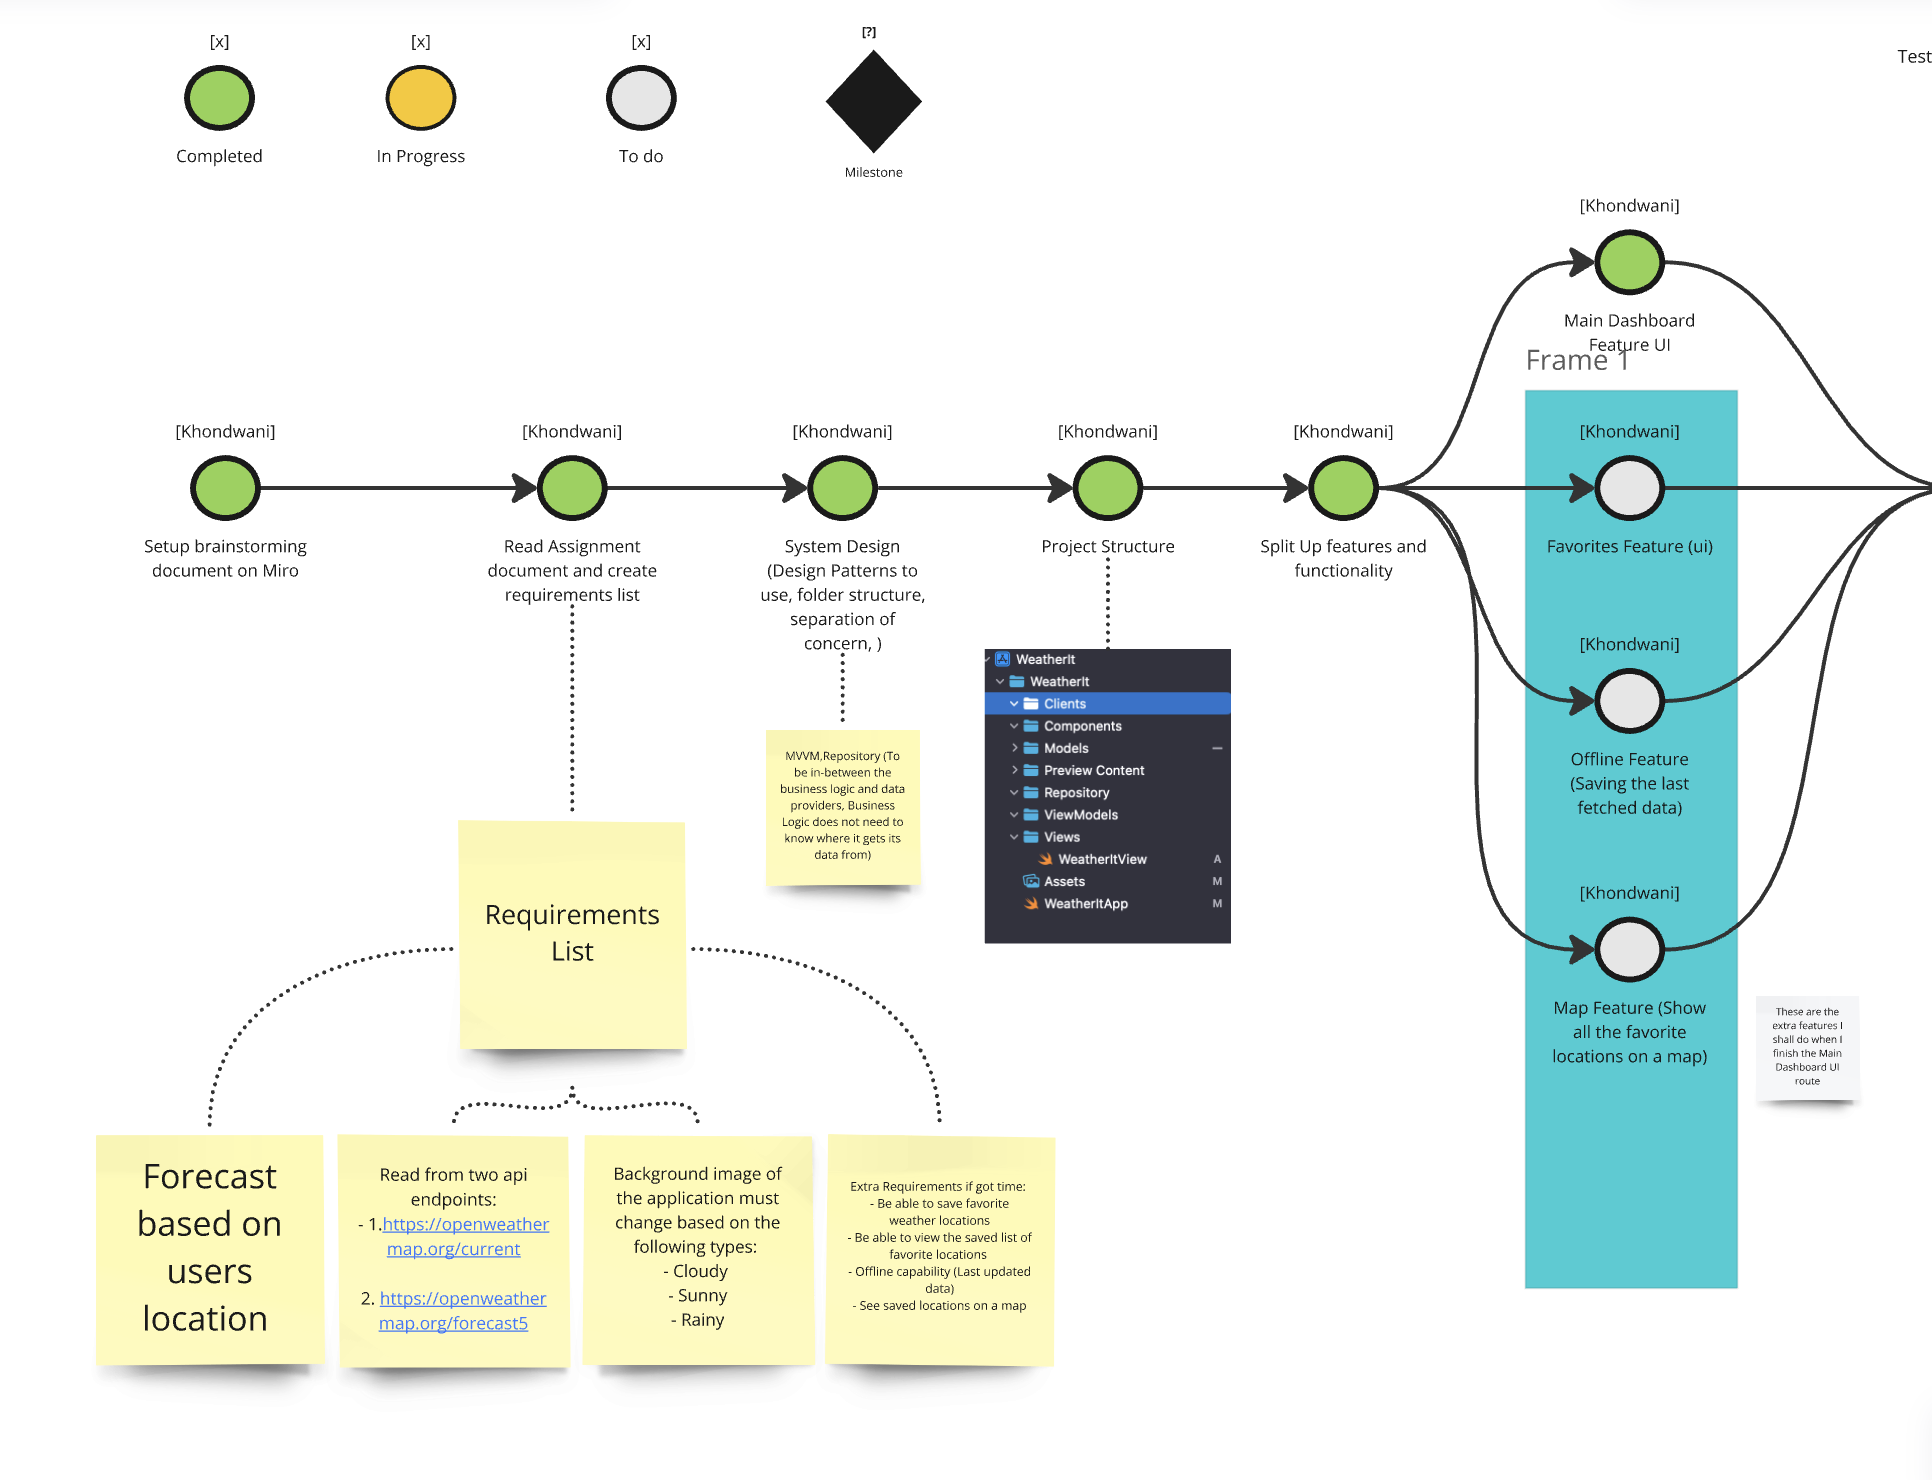 [x]
[x]
[x]
[?]
Completed
In Progress
To do
Milestone
Test
[Khondwani]
Main Dashboard
Feature UI
Frame 1
[Khondwani]
Setup brainstorming
document on Miro
[Khondwani]
Read Assignment
document and create
requirements list
[Khondwani]
System Design
(Design Patterns to
use, folder structure,
separation of
concern, )
[Khondwani]
Project Structure
[Khondwani]
Split Up features and
functionality
[Khondwani]
Favorites Feature (ui)
[Khondwani]
Offline Feature
(Saving the last
fetched data)
[Khondwani]
Map Feature (Show
all the favorite
locations on a map)
These are the
extra features I
shall do when I
finish the Main
Dashboard UI
route
MVVM,Repository (To
be in-between the
business logic and data
providers, Business
Logic does not need to
know where it gets its
data from)
WeatherIt
WeatherIt
Clients
Components
Models –
Preview Content
Repository
ViewModels
Views
WeatherItView A
Assets M
WeatherItApp M
Requirements
List
Forecast
based on
users
location
Read from two api
endpoints:
- 1.https://openweather
map.org/current
2. https://openweather
map.org/forecast5
Background image of
the application must
change based on the
following types:
- Cloudy
- Sunny
- Rainy
Extra Requirements if got time:
- Be able to save favorite
weather locations
- Be able to view the saved list of
favorite locations
- Offline capability (Last updated
data)
- See saved locations on a map